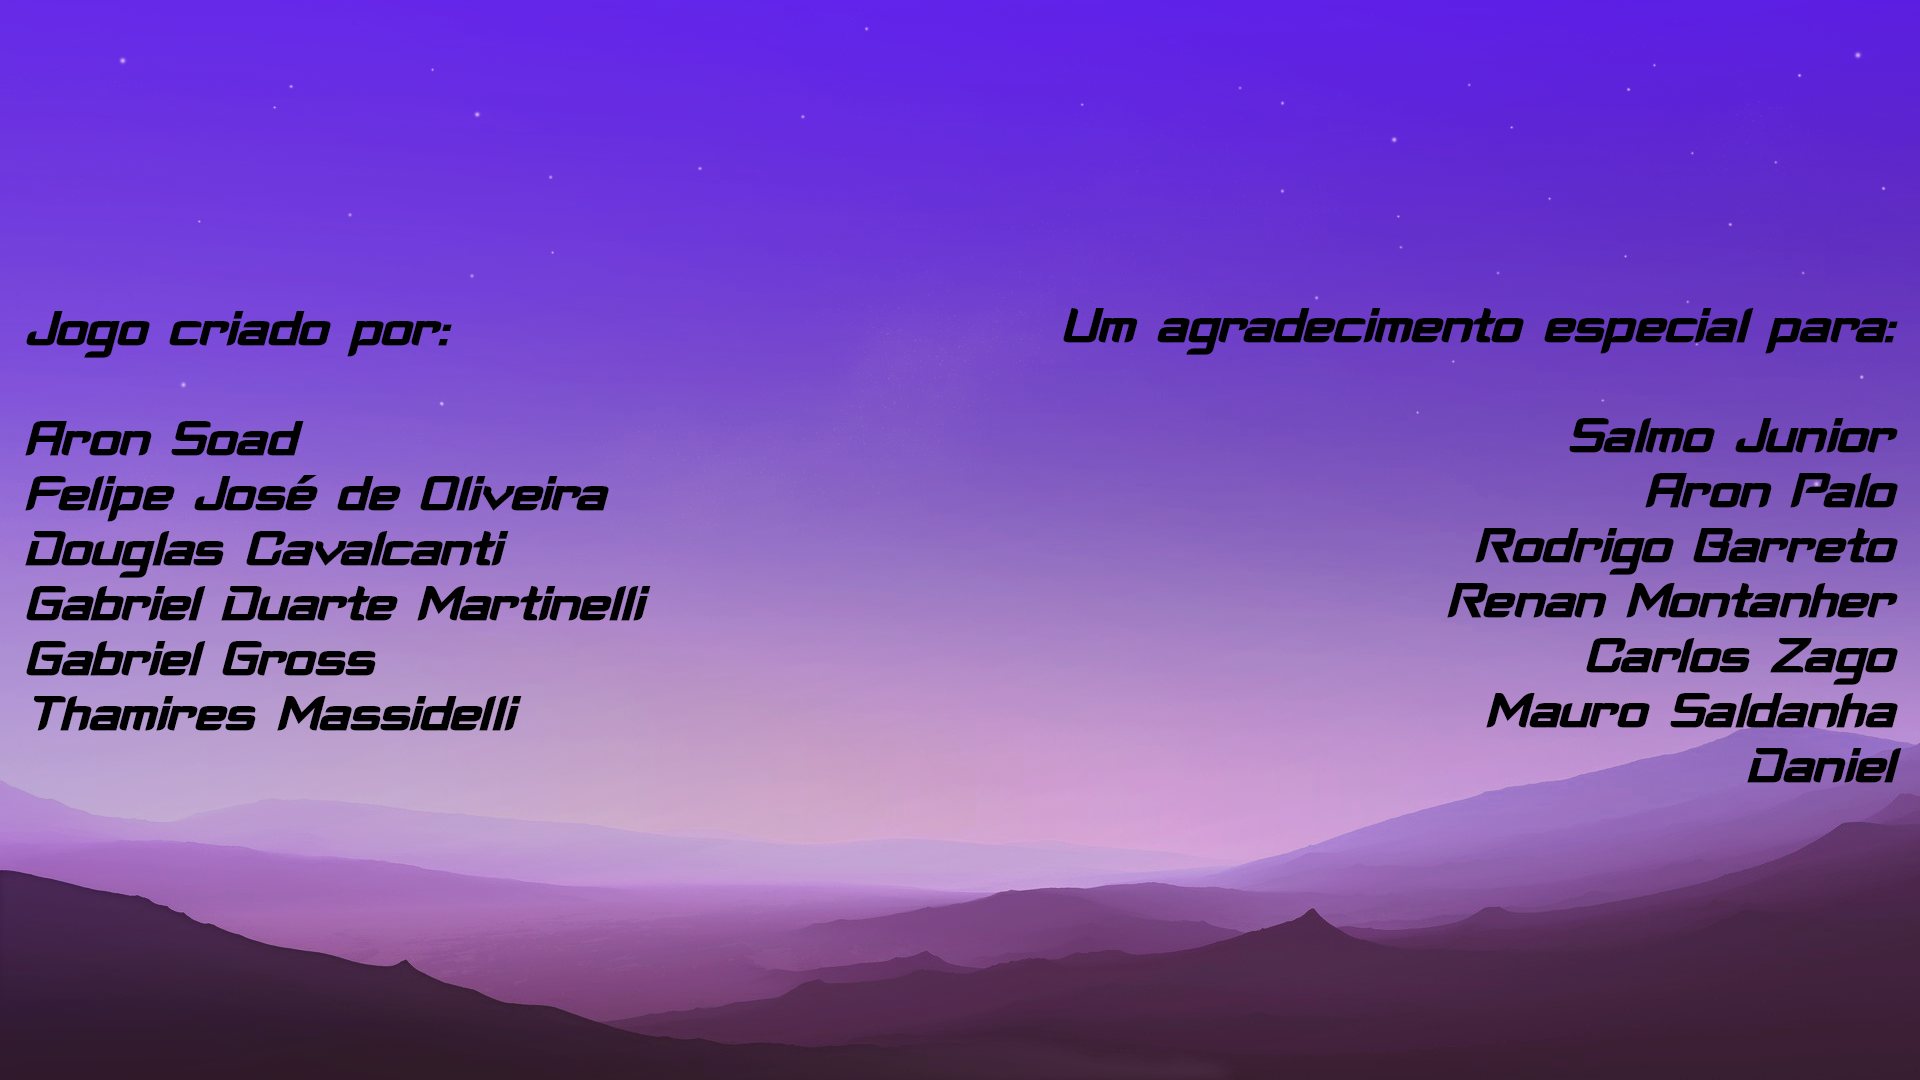 Jogo criado por:
Aron Soad
Felipe José de Oliveira
Douglas Cavalcanti
Gabriel Duarte Martinelli
Gabriel Gross
Thamires Massidelli
Um agradecimento especial para:
Salmo Junior
Aron Palo
Rodrigo Barreto
Renan Montanher
Carlos Zago
Mauro Saldanha
Daniel